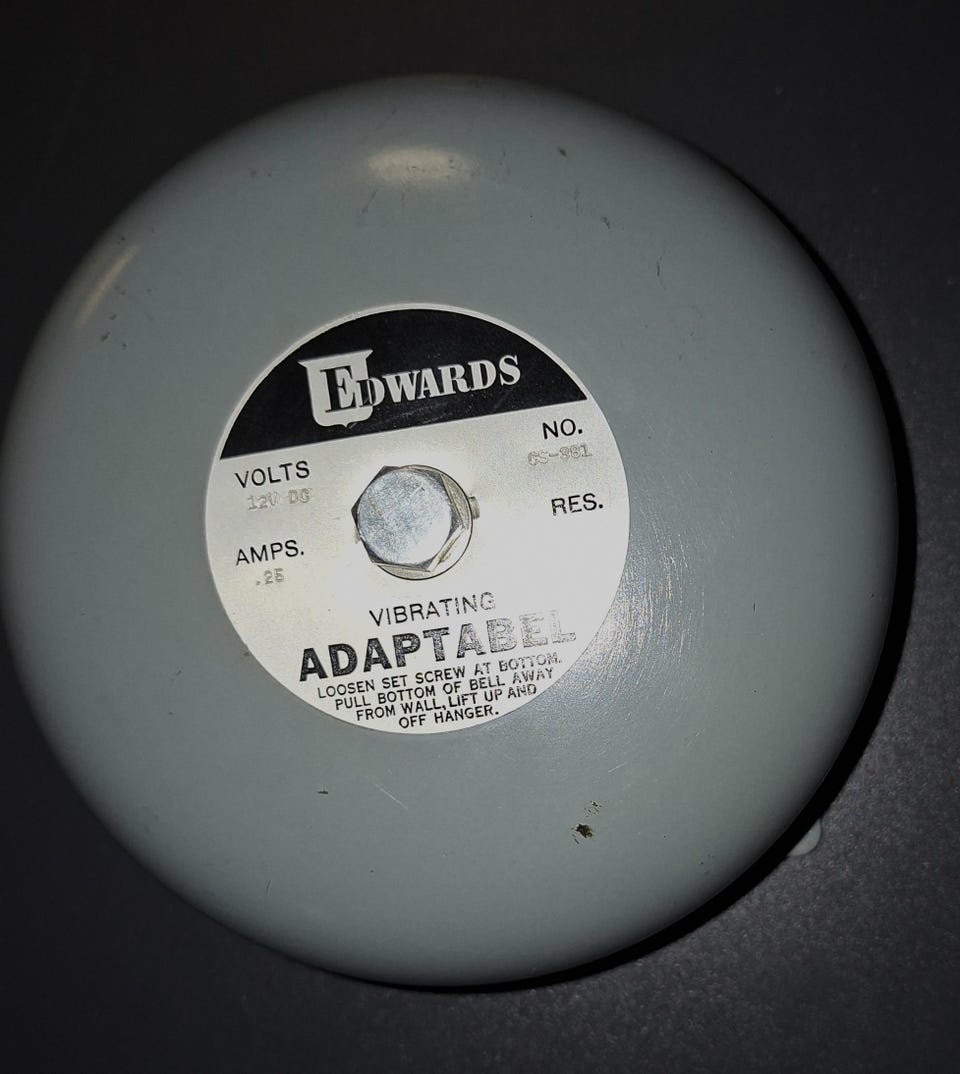 EDWARDS
VOLTS
12V DC
NO.
CS-981
AMPS.
.25
RES.
VIBRATING
ADAPTABEL
LOOSEN SET SCREW AT BOTTOM.
PULL BOTTOM OF BELL AWAY
FROM WALL, LIFT UP AND
OFF HANGER.